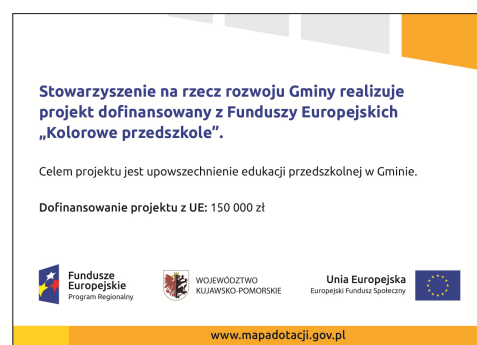 Stowarzyszenie na rzecz rozwoju Gminy realizuje
projekt dofinansowany z Funduszy Europejskich
„Kolorowe przedszkole”.
Celem projektu jest upowszechnienie edukacji przedszkolnej w Gminie.
Dofinansowanie projektu z UE: 150 000 zł
Fundusze
Europejskie
Program Regionalny
WOJEWÓDZTWO
KUJAWSKO-POMORSKIE
Unia Europejska
Europejski Fundusz Społeczny
www.mapadotacji.gov.pl